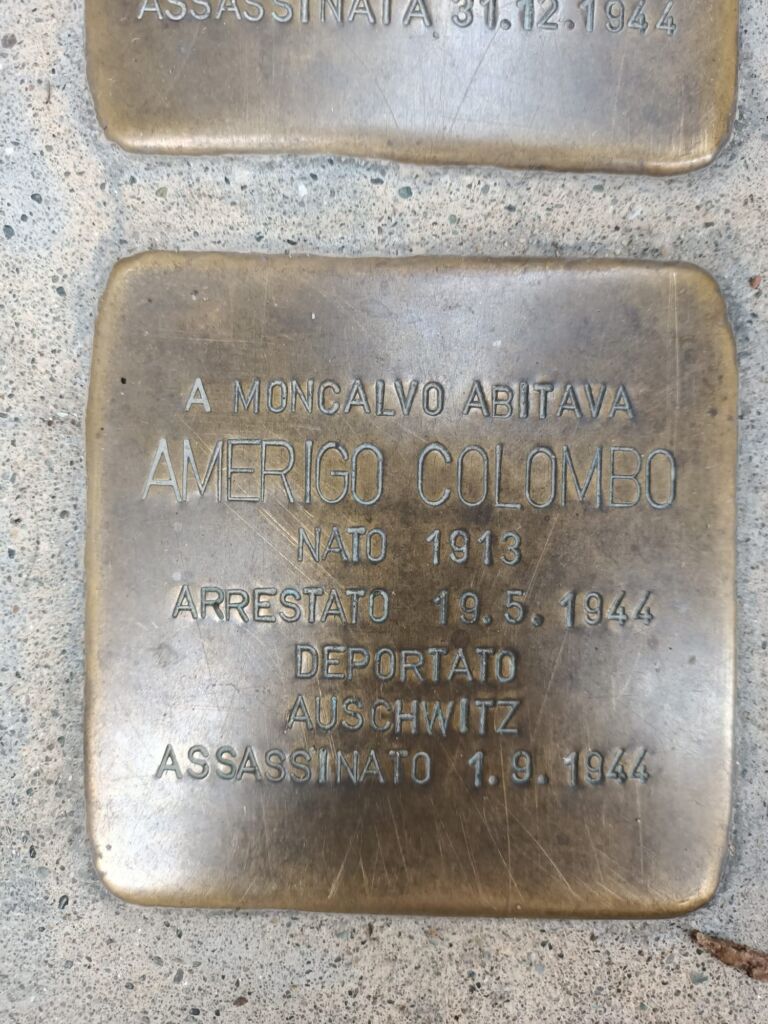 ASSASSINATA 31.12.1944
A MONCALVO ABITAVA
AMERIGO COLOMBO
NATO 1913
ARRESTATO 19.5.1944
DEPORTATO
AUSCHWITZ
ASSASSINATO 1.9.1944